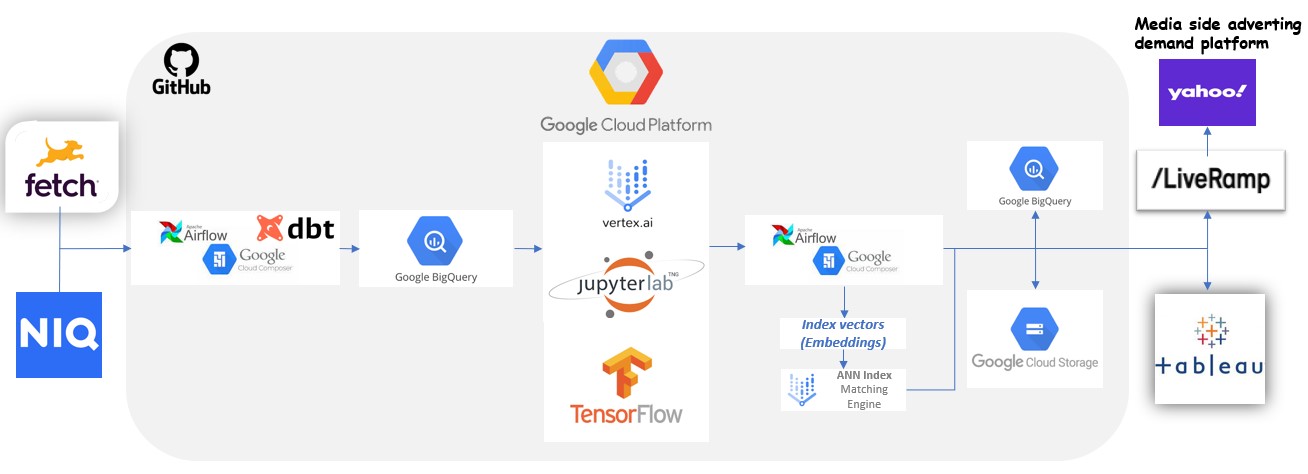 Media side adverting
demand platform
yahoo!
GitHub
Google Cloud Platform
fetch
/LiveRamp
vertex.ai
Google BigQuery
Apache
Airflow
dbt
Google
Cloud Composer
Google BigQuery
Apache
Airflow
Google
Cloud Composer
jupyterlab TNG
NIQ
Index vectors
(Embeddings)
Google Cloud Storage
tableau
ANN Index
Matching
Engine
TensorFlow